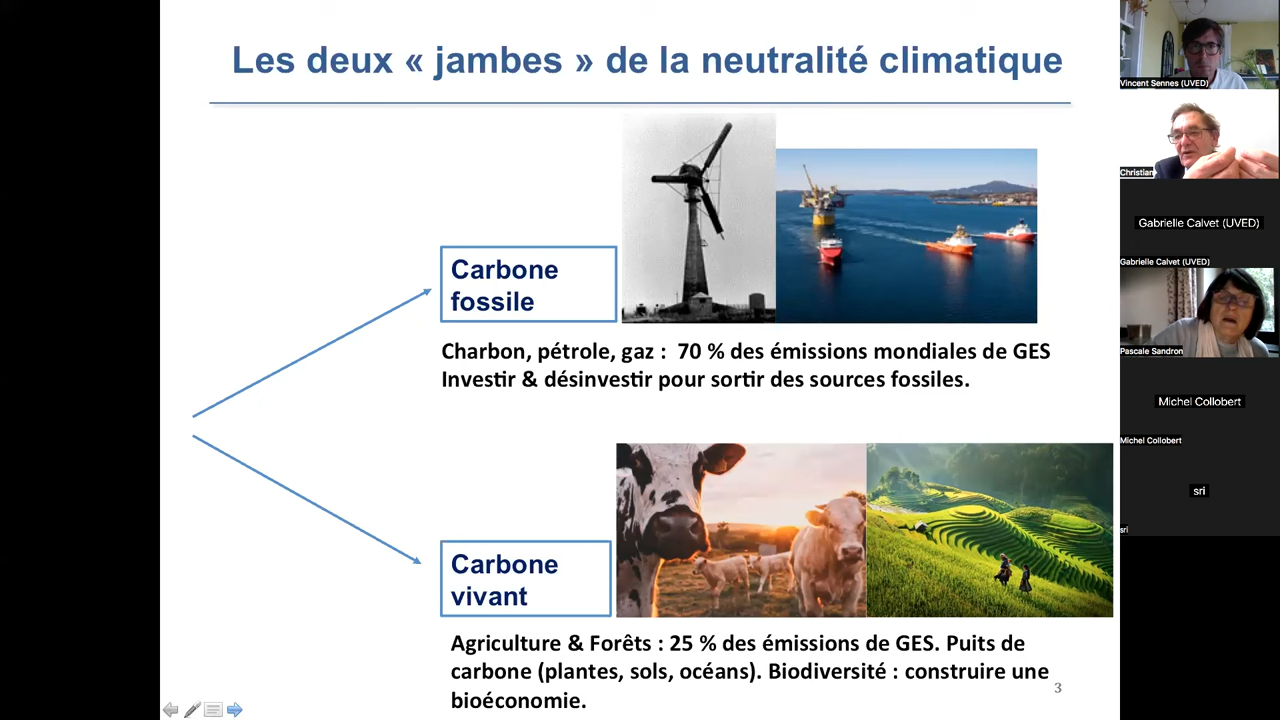 Les deux « jambes » de la neutralité climatique
Carbone
fossile
Charbon, pétrole, gaz : 70 % des émissions mondiales de GES
Investir & désinvestir pour sortir des sources fossiles.
Carbone
vivant
Agriculture & Forêts : 25 % des émissions de GES. Puits de
carbone (plantes, sols, océans). Biodiversité : construire une
bioéconomie.
3
Vincent Sennes (UVED)
Christian
Gabrielle Calvet (UVED)
Gabrielle Calvet (UVED)
Pascale Sandron
Michel Collobert
Michel Collobert
sri
sri